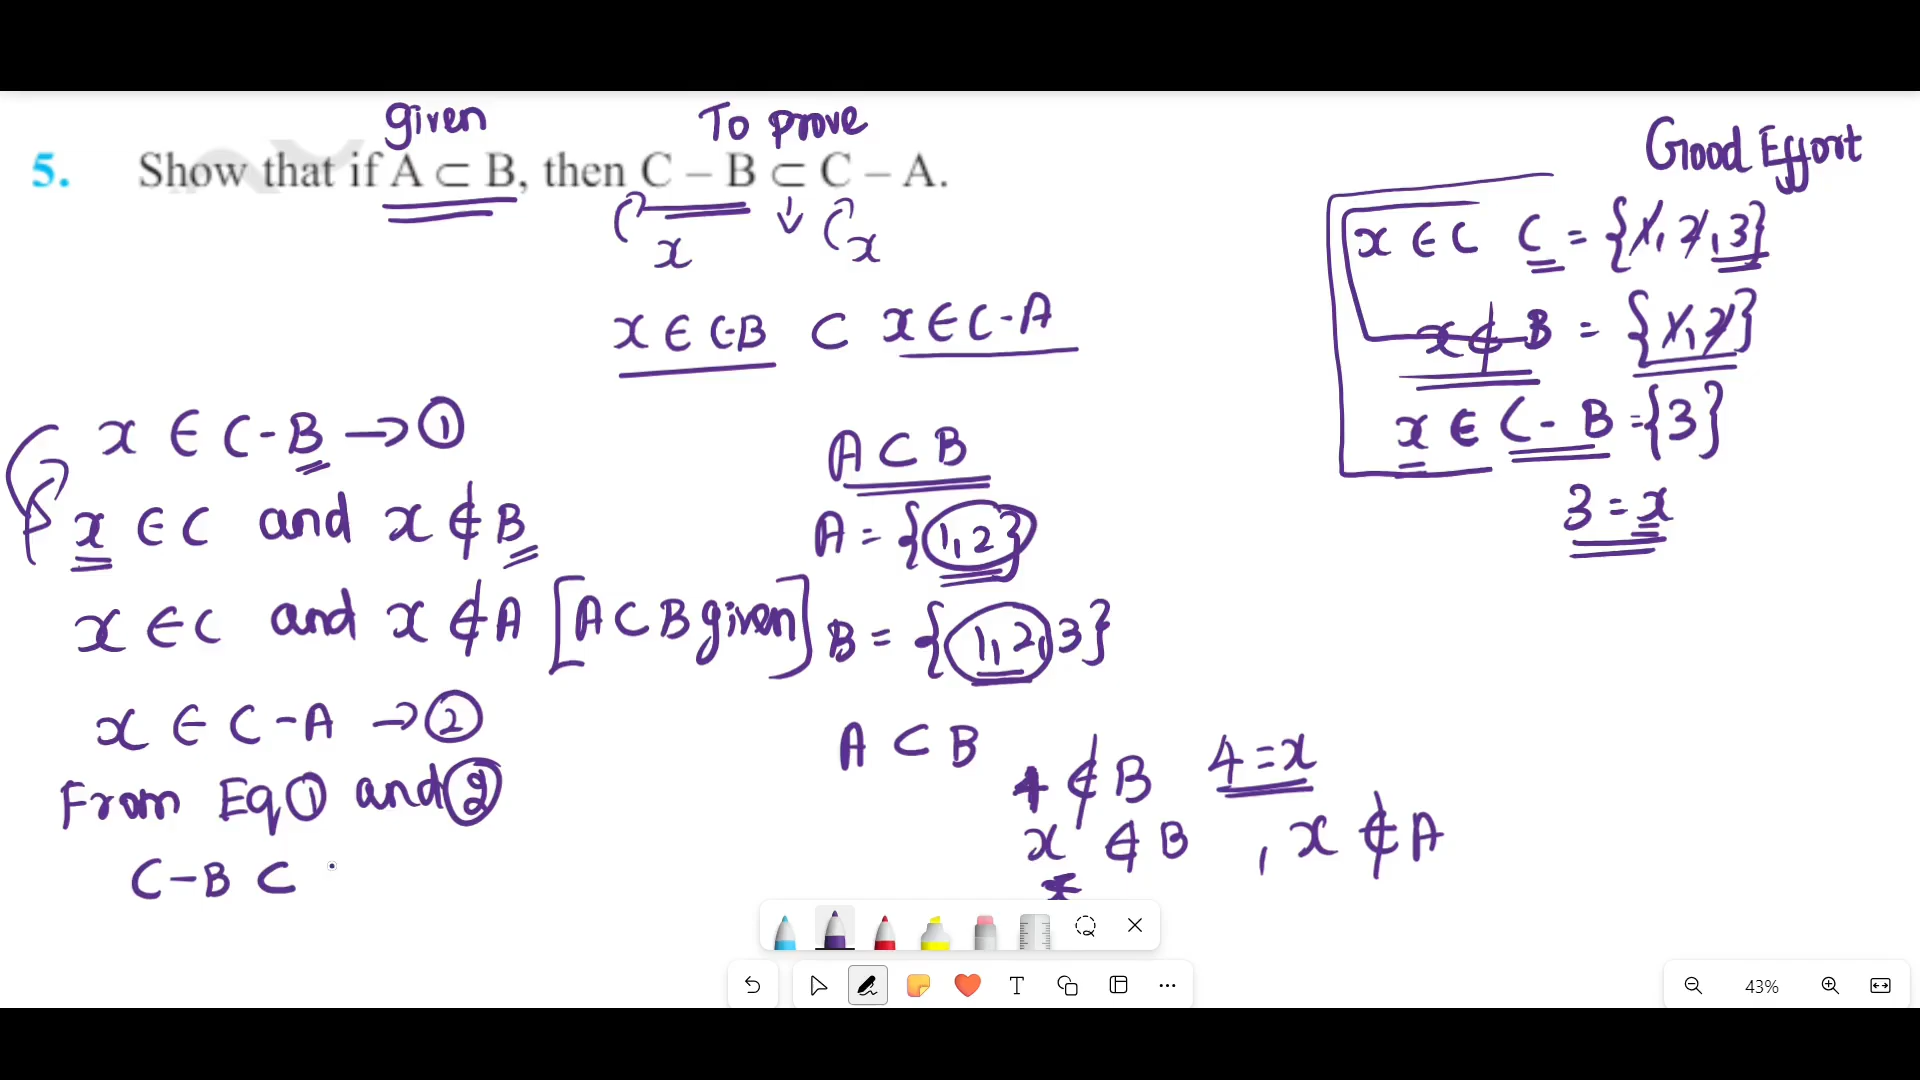 given To prove
5. Show that if A ⊂ B, then C – B ⊂ C – A.
x x
x ∈ C-B ⊂ x ∈ C-A
x ∈ C-B → ①
x ∈ C and x ∉ B
x ∈ C and x ∉ A [A ⊂ B given]
x ∈ C-A → ②
From Eq ① and ②
C-B ⊂
A ⊂ B
A = {1, 2}
B = {1, 2, 3}
A ⊂ B
4 ∉ B 4 = x
x ∉ B , x ∉ A
Good Effort
x ∈ C C = {1, 2, 3}
x ∉ B = {1, 2}
x ∈ C - B = {3}
3 = x
43%